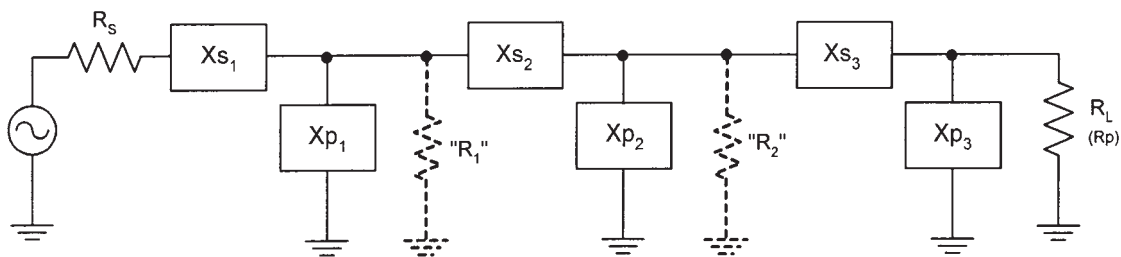 R_S
Xs_1
Xs_2
Xs_3
Xp_1
"R_1"
Xp_2
"R_2"
Xp_3
R_L
(Rp)